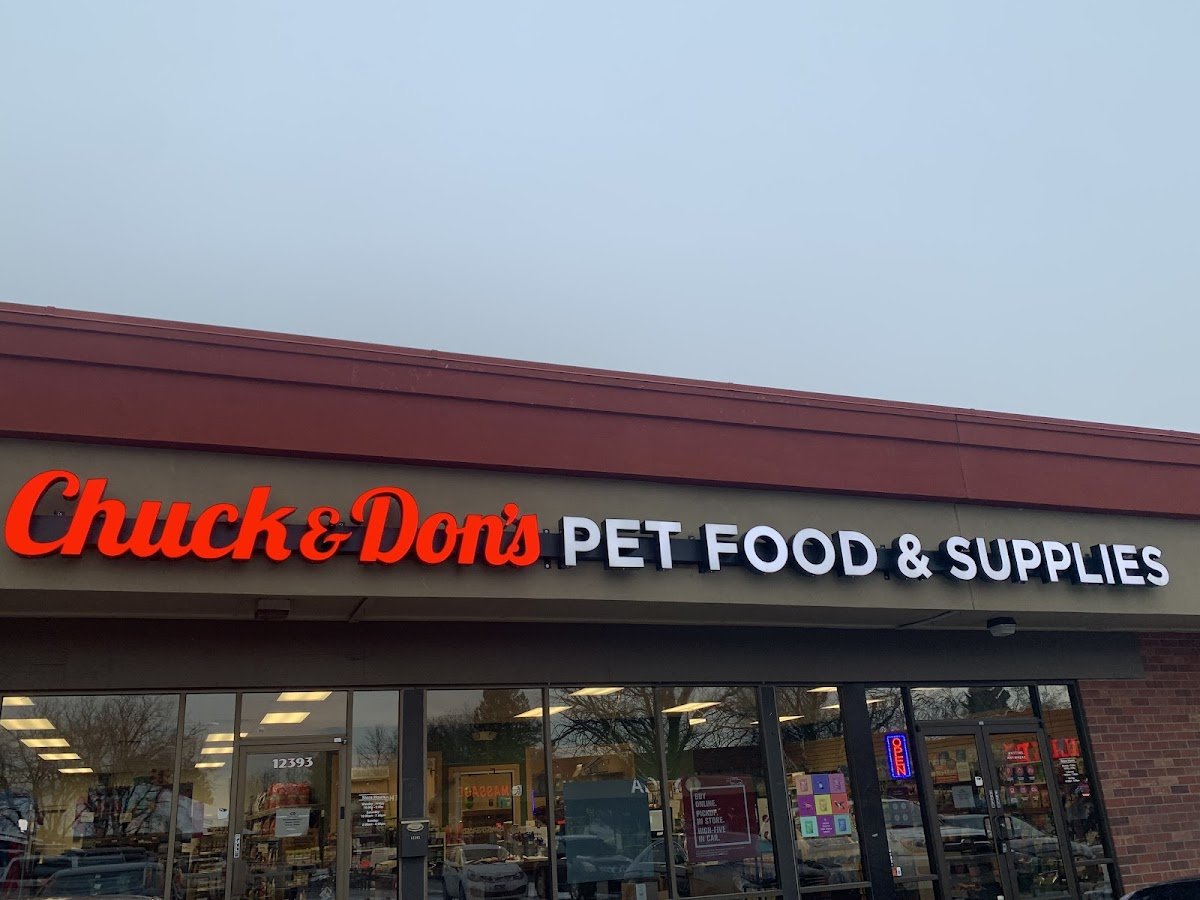 Chuck & Don's PET FOOD & SUPPLIES
12393
OPEN
BUY
ONLINE.
PICKUP
IN STORE.
HIGH-FIVE
IN CAR.